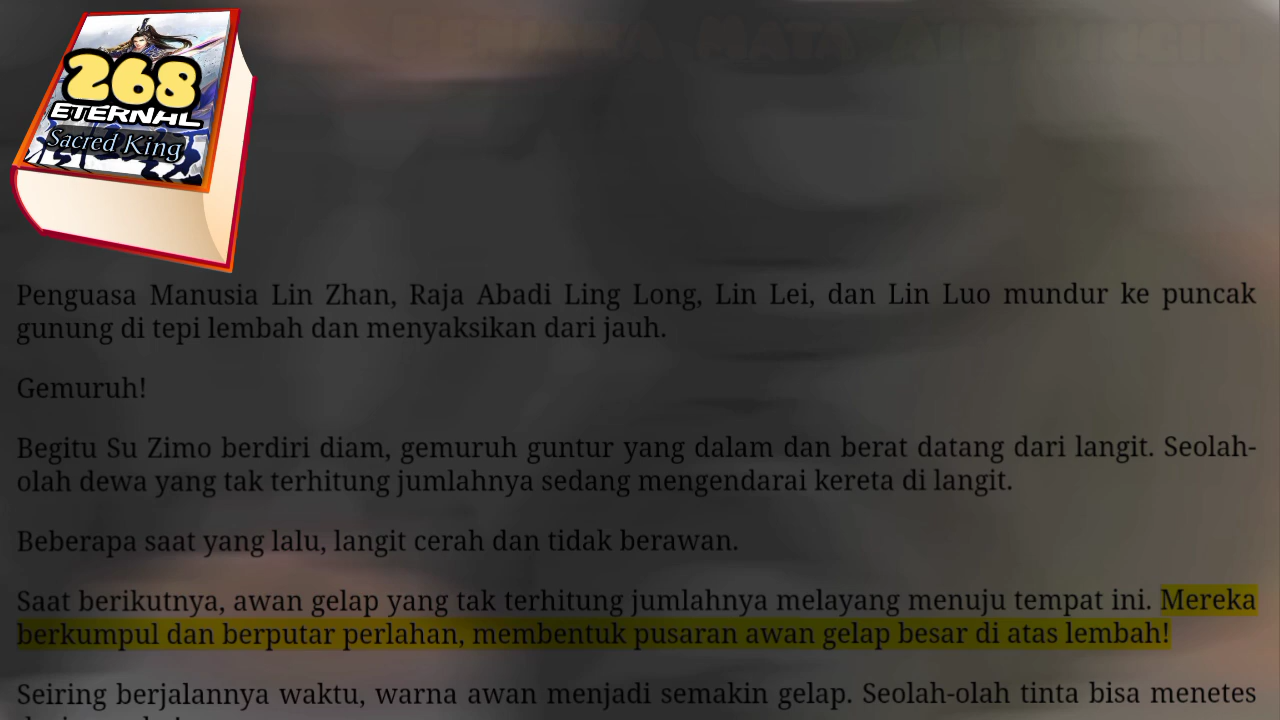 268
ETERNAL
Sacred King
Penguasa Manusia Lin Zhan, Raja Abadi Ling Long, Lin Lei, dan Lin Luo mundur ke puncak
gunung di tepi lembah dan menyaksikan dari jauh.
Gemuruh!
Begitu Su Zimo berdiri diam, gemuruh guntur yang dalam dan berat datang dari langit. Seolah-
olah dewa yang tak terhitung jumlahnya sedang mengendarai kereta di langit.
Beberapa saat yang lalu, langit cerah dan tidak berawan.
Saat berikutnya, awan gelap yang tak terhitung jumlahnya melayang menuju tempat ini. Mereka
berkumpul dan berputar perlahan, membentuk pusaran awan gelap besar di atas lembah!
Seiring berjalannya waktu, warna awan menjadi semakin gelap. Seolah-olah tinta bisa menetes